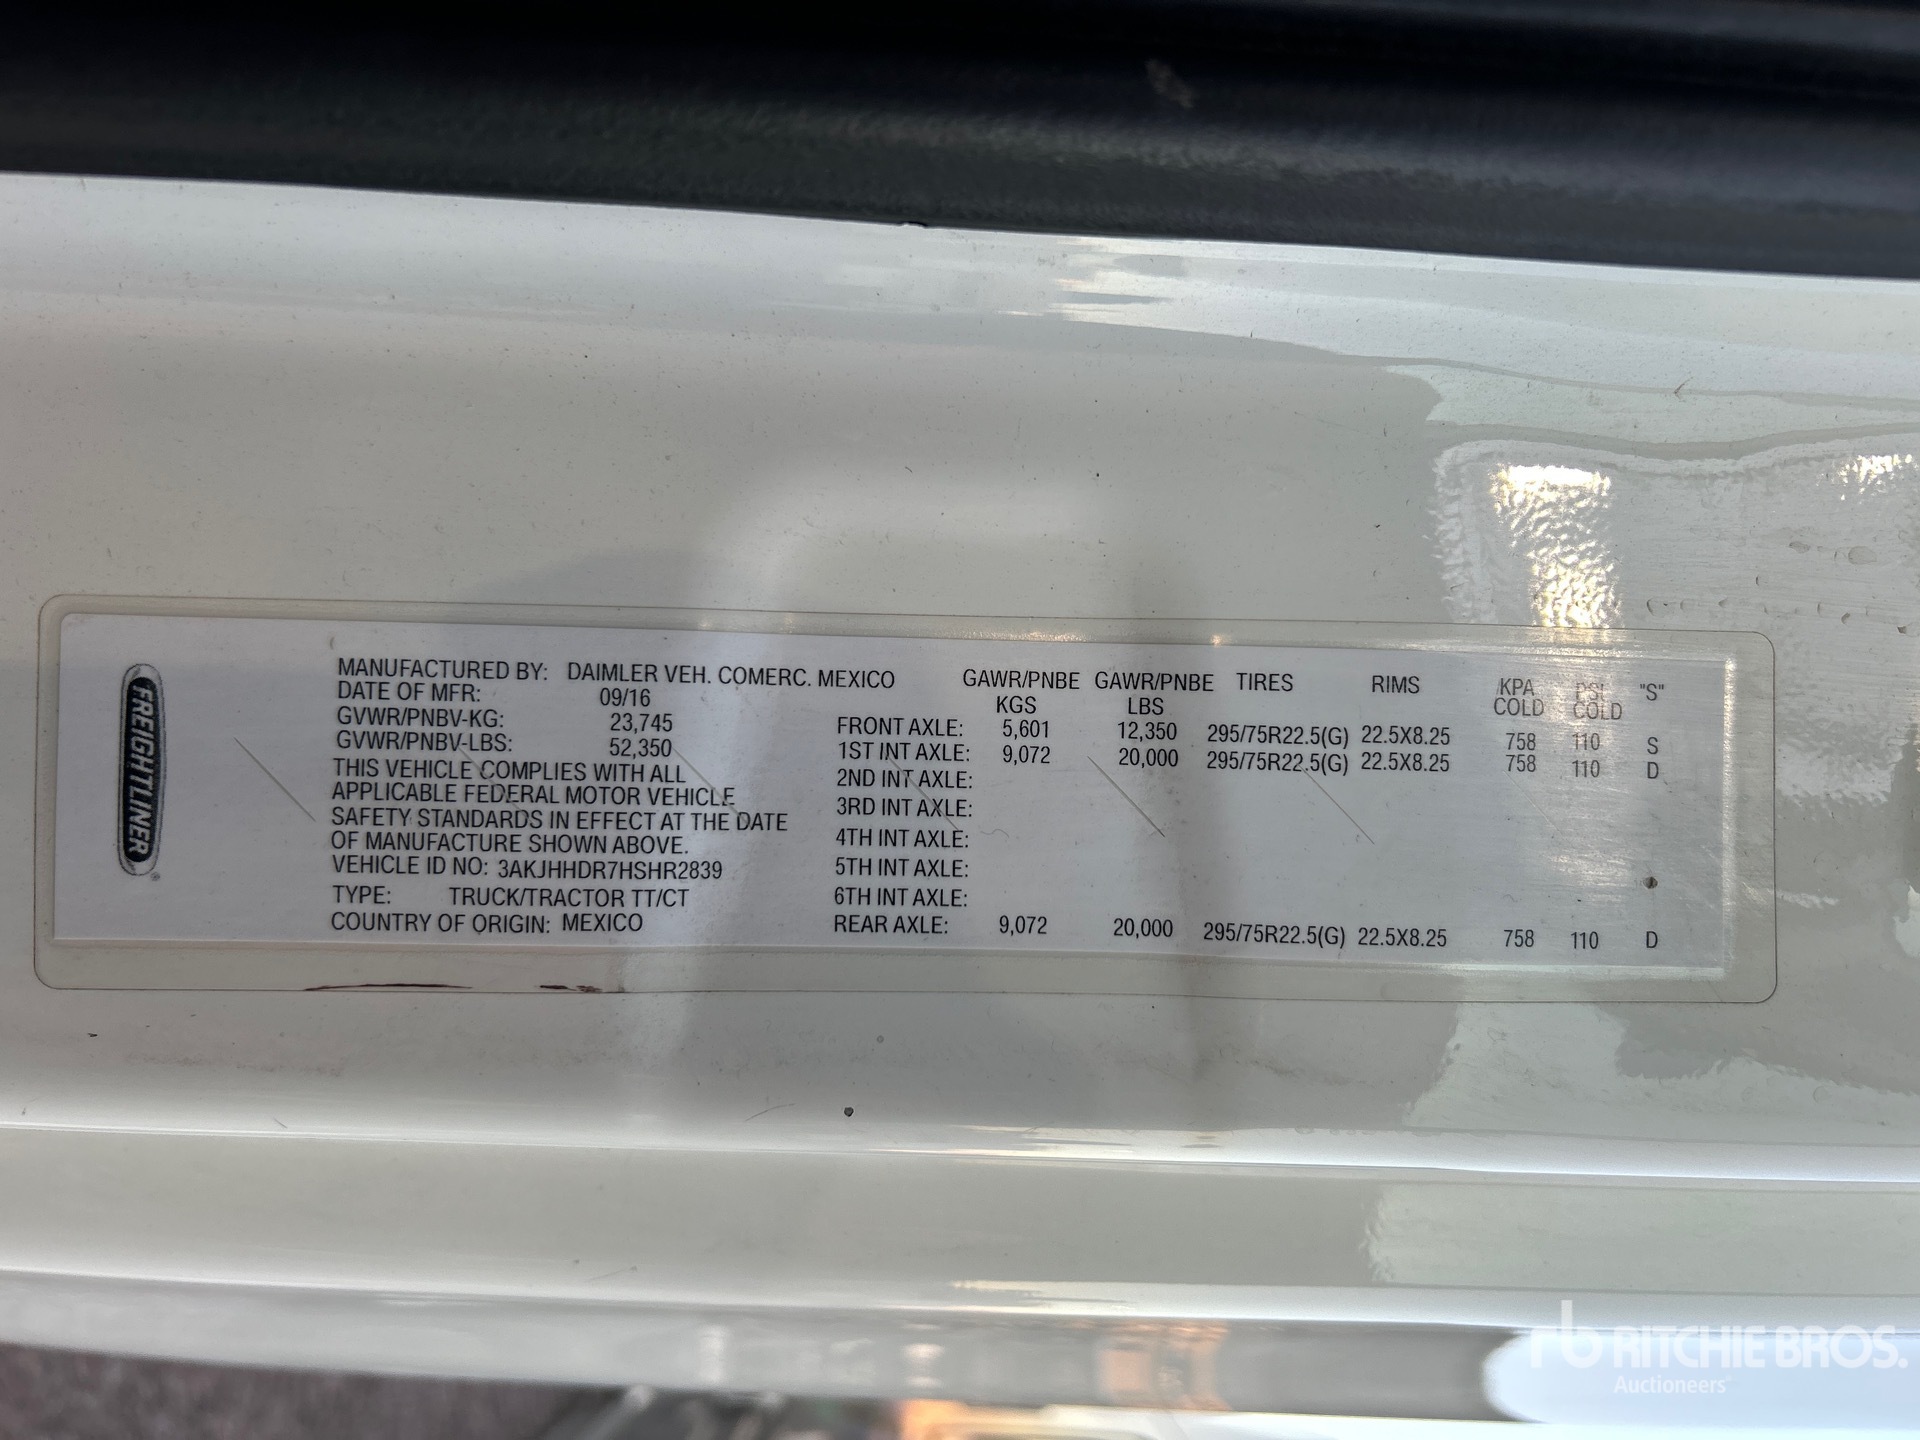 FREIGHTLINER
MANUFACTURED BY: DAIMLER VEH. COMERC. MEXICO
DATE OF MFR: 09/16
GVWR/PNBV-KG: 23,745
GVWR/PNBV-LBS: 52,350
THIS VEHICLE COMPLIES WITH ALL
APPLICABLE FEDERAL MOTOR VEHICLE
SAFETY STANDARDS IN EFFECT AT THE DATE
OF MANUFACTURE SHOWN ABOVE.
VEHICLE ID NO: 3AKJHHDR7HSHR2839
TYPE: TRUCK/TRACTOR TT/CT
COUNTRY OF ORIGIN: MEXICO
GAWR/PNBE GAWR/PNBE TIRES RIMS KPA PSI "S"
KGS LBS COLD COLD
FRONT AXLE: 5,601 12,350 295/75R22.5(G) 22.5X8.25 758 110 S
1ST INT AXLE: 9,072 20,000 295/75R22.5(G) 22.5X8.25 758 110 D
2ND INT AXLE:
3RD INT AXLE:
4TH INT AXLE:
5TH INT AXLE:
6TH INT AXLE:
REAR AXLE: 9,072 20,000 295/75R22.5(G) 22.5X8.25 758 110 D
rb RITCHIE BROS.
Auctioneers